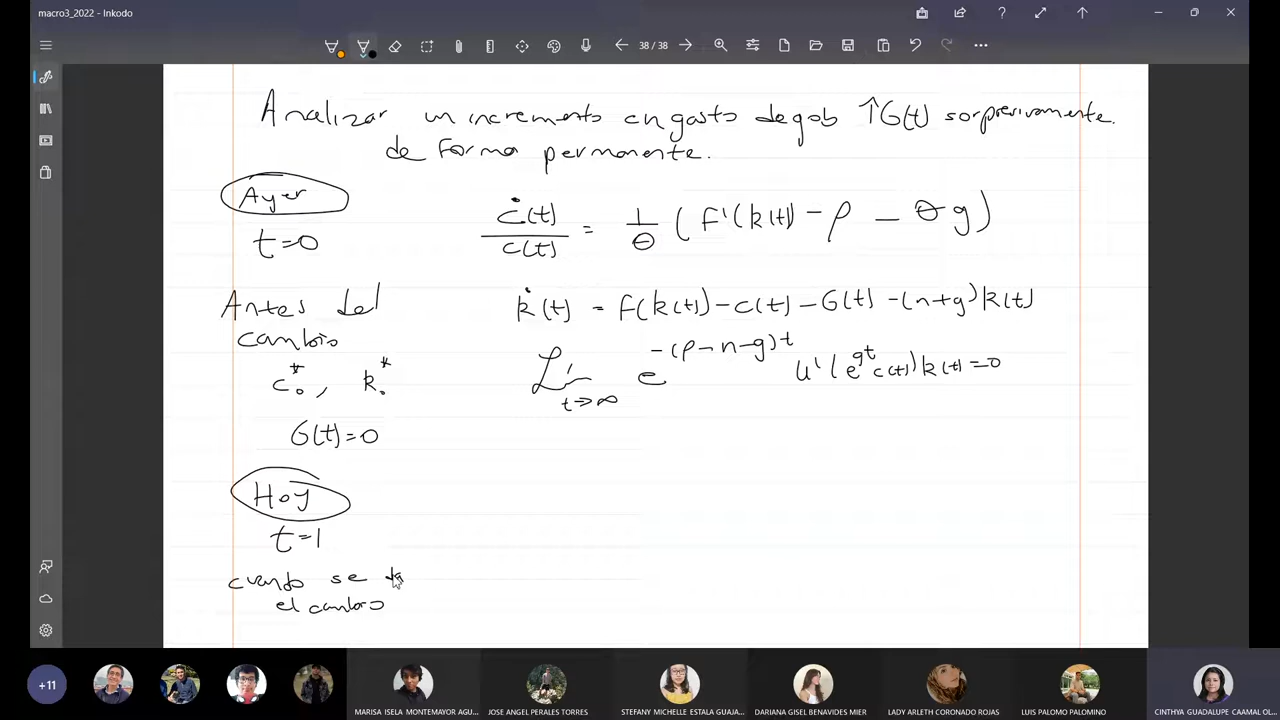 macro3_2022 - Inkodo
38 / 38
Analizar un incremento en gasto de gob ↑G(t) sorpresivamente
de forma permanente.
Ayer
t=0
ċ(t)/c(t) = 1/θ (f'(k(t)) - ρ - θg)
Antes del
cambio
k̇(t) = f(k(t)) - c(t) - G(t) - (n+g)k(t)
c₀*, k₀*
Lim t→∞ e^-(ρ-n-g)t u'(e^gt c(t)) k(t) = 0
G(t)=0
Hoy
t=1
cuando se da
el cambio
+11
MARISA ISELA MONTEMAYOR AGU...
JOSE ANGEL PERALES TORRES
STEFANY MICHELLE ESTALA GUAJA...
DARIANA GISEL BENAVIDES MIER
LADY ARLETH CORONADO ROJAS
LUIS PALOMO PALOMINO
CINTHYA GUADALUPE CAAMAL OL...